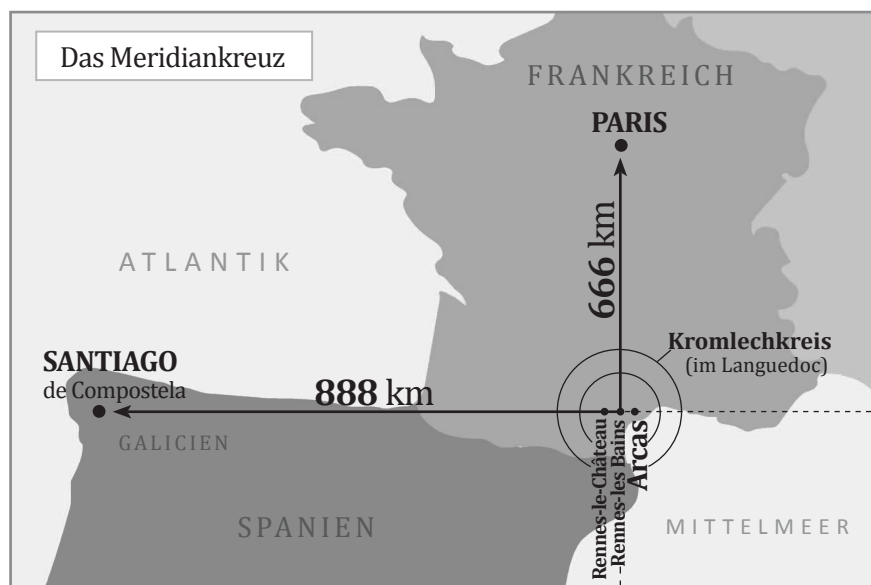 Das Meridiankreuz
FRANKREICH
PARIS
ATLANTIK
666 km
Kromlechkreis
(im Languedoc)
SANTIAGO
de Compostela
888 km
GALICIEN
Rennes-le-Château
Rennes-les Bains
Arcas
SPANIEN
MITTELMEER